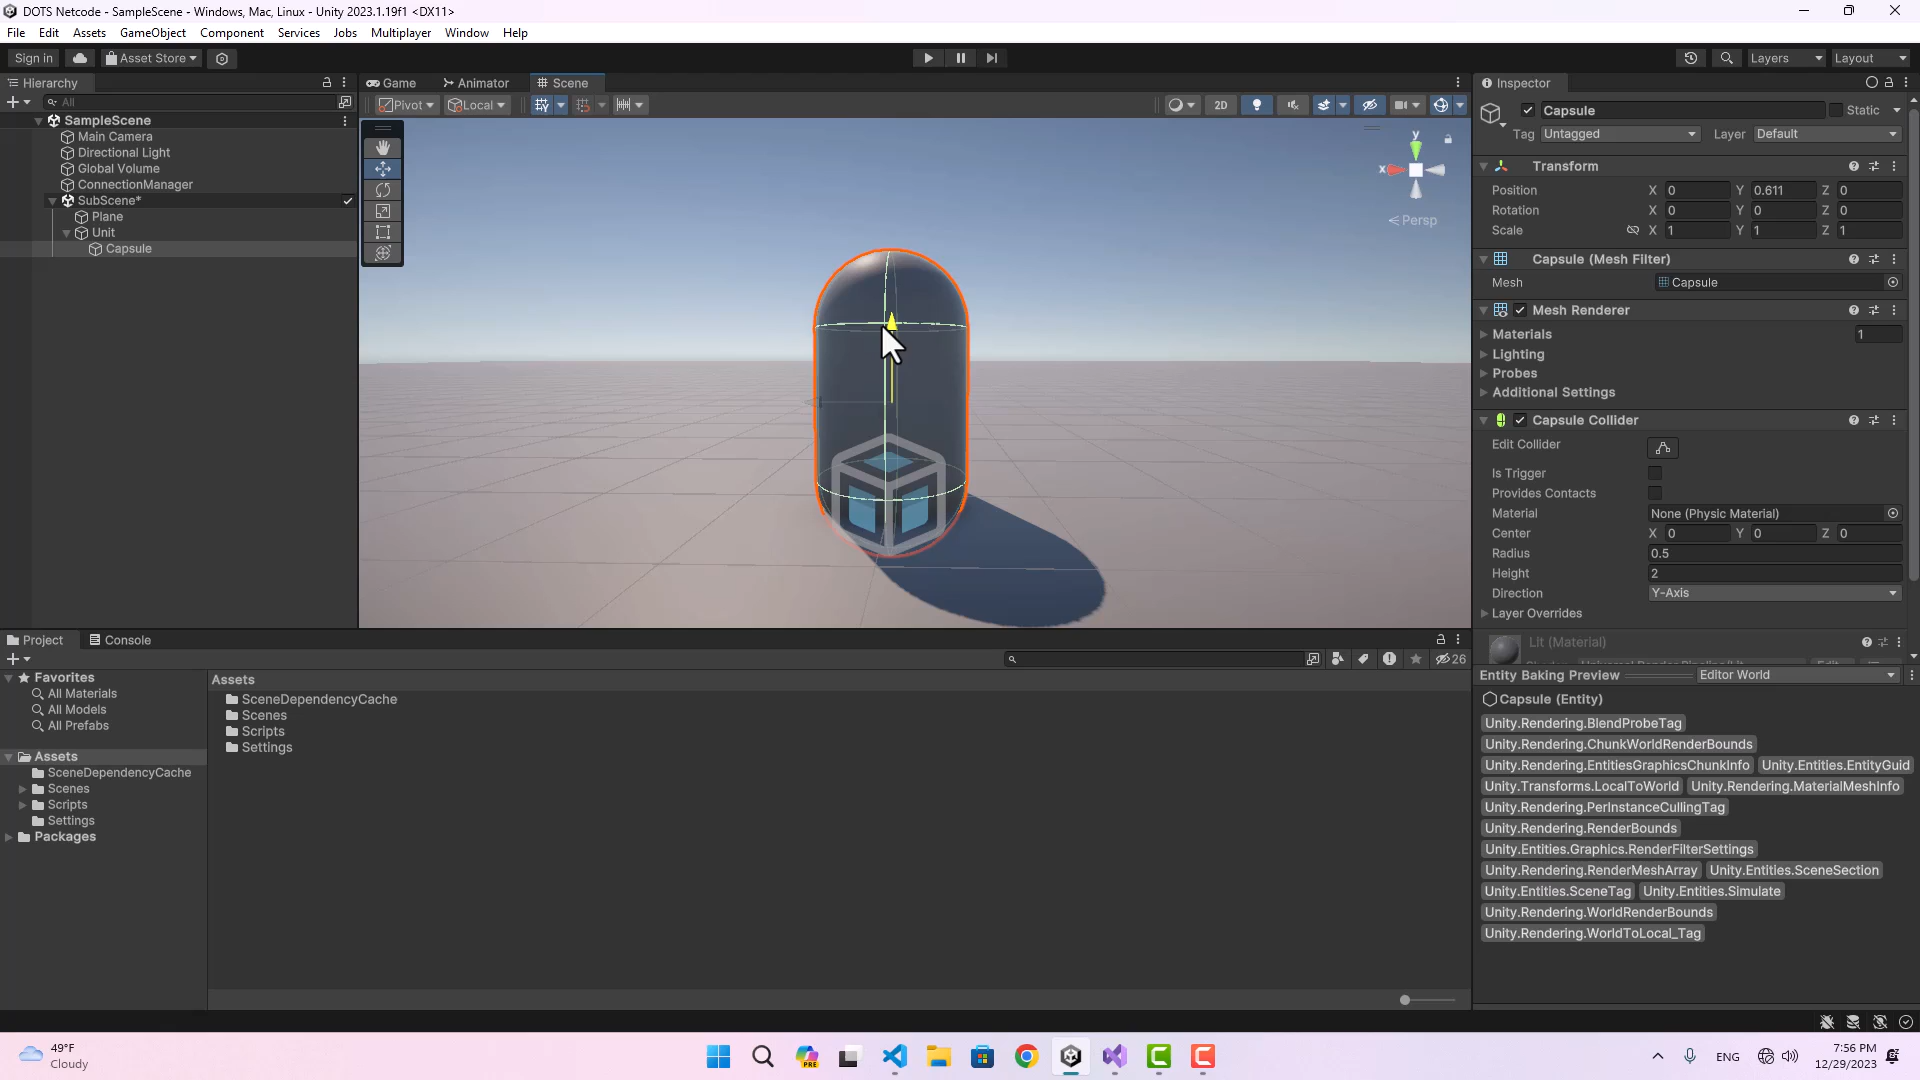 DOTS Netcode - SampleScene - Windows, Mac, Linux - Unity 2023.1.19f1 <DX11>
File Edit Assets GameObject Component Services Jobs Multiplayer Window Help
Sign in Asset Store Layers Layout
Hierarchy
All
SampleScene
Main Camera
Directional Light
Global Volume
ConnectionManager
SubScene*
Plane
Unit
Capsule
Game Animator Scene
Pivot Local 2D
y
x
Persp
Inspector
Capsule Static
Tag Untagged Layer Default
Transform
Position X 0 Y 0.611 Z 0
Rotation X 0 Y 0 Z 0
Scale X 1 Y 1 Z 1
Capsule (Mesh Filter)
Mesh Capsule
Mesh Renderer
Materials 1
Lighting
Probes
Additional Settings
Capsule Collider
Edit Collider
Is Trigger
Provides Contacts
Material None (Physic Material)
Center X 0 Y 0 Z 0
Radius 0.5
Height 2
Direction Y-Axis
Layer Overrides
Lit (Material)
Entity Baking Preview Editor World
Capsule (Entity)
Unity.Rendering.BlendProbeTag
Unity.Rendering.ChunkWorldRenderBounds
Unity.Rendering.EntitiesGraphicsChunkInfo Unity.Entities.EntityGuid
Unity.Transforms.LocalToWorld Unity.Rendering.MaterialMeshInfo
Unity.Rendering.PerInstanceCullingTag
Unity.Rendering.RenderBounds
Unity.Entities.Graphics.RenderFilterSettings
Unity.Rendering.RenderMeshArray Unity.Entities.SceneSection
Unity.Entities.SceneTag Unity.Entities.Simulate
Unity.Rendering.WorldRenderBounds
Unity.Rendering.WorldToLocal_Tag
Project Console
26
Favorites
All Materials
All Models
All Prefabs
Assets
SceneDependencyCache
Scenes
Scripts
Settings
Packages
Assets
SceneDependencyCache
Scenes
Scripts
Settings
49°F
Cloudy
PRE
ENG
7:56 PM
12/29/2023